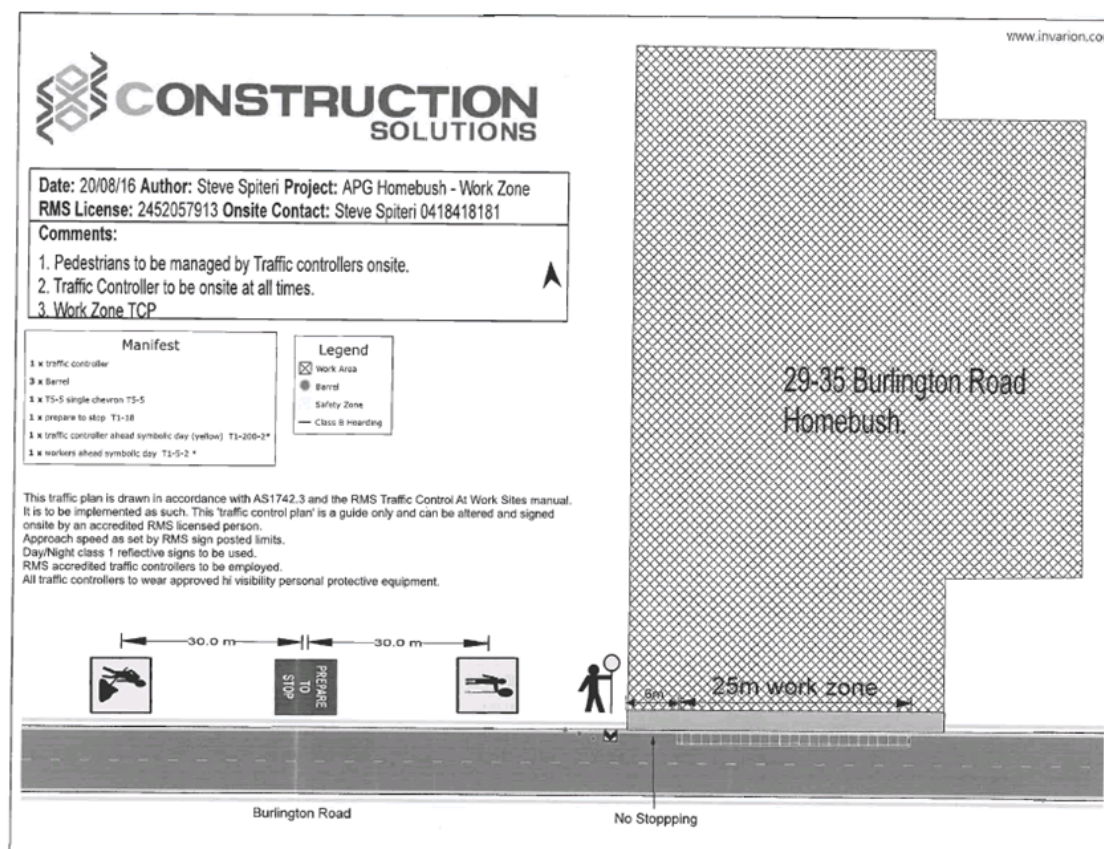 www.invarion.co
CONSTRUCTION
SOLUTIONS
Date: 20/08/16 Author: Steve Spiteri Project: APG Homebush - Work Zone
RMS License: 2452057913 Onsite Contact: Steve Spiteri 0418418181
Comments:
1. Pedestrians to be managed by Traffic controllers onsite.
2. Traffic Controller to be onsite at all times.
3. Work Zone TCP
Manifest
1 x traffic controller
3 x Barrel
1 x T5-5 single chevron T5-5
1 x prepare to stop T1-18
1 x traffic controller ahead symbolic day (yellow) T1-200-2*
1 x workers ahead symbolic day T1-5-2 *
Legend
Work Area
Barrel
Safety Zone
Class B Hoarding
29-35 Burlington Road
Homebush.
This traffic plan is drawn in accordance with AS1742.3 and the RMS Traffic Control At Work Sites manual.
It is to be implemented as such. This 'traffic control plan' is a guide only and can be altered and signed
onsite by an accredited RMS licensed person.
Approach speed as set by RMS sign posted limits.
Day/Night class 1 reflective signs to be used.
RMS accredited traffic controllers to be employed.
All traffic controllers to wear approved hi visibility personal protective equipment.
30.0 m
30.0 m
PREPARE
TO
STOP
6m
25m work zone
Burlington Road
No Stoppping